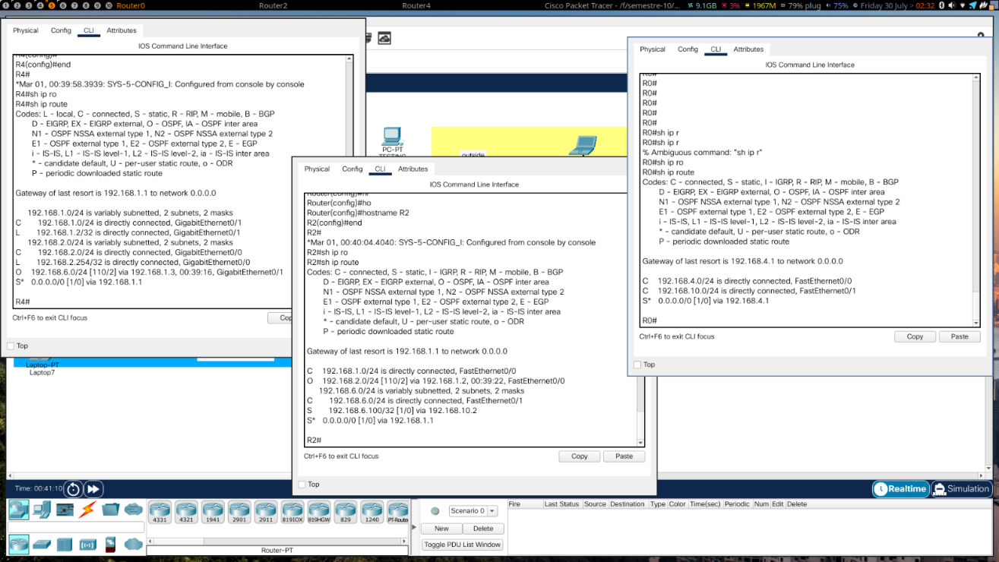 1 2 3 4 5 6 7 8 9 10 Router0 Router2 Router4 Cisco Packet Tracer - /f/semestre-10/... 9.1GB 3% 1967M 79% plug 75% Friday 30 July > 02:32
Physical Config CLI Attributes
IOS Command Line Interface
R4(config)#
R4(config)#end
R4#
*Mar 01, 00:39:58.3939: SYS-5-CONFIG_I: Configured from console by console
R4#sh ip ro
R4#sh ip route
Codes: L - local, C - connected, S - static, R - RIP, M - mobile, B - BGP
D - EIGRP, EX - EIGRP external, O - OSPF, IA - OSPF inter area
N1 - OSPF NSSA external type 1, N2 - OSPF NSSA external type 2
E1 - OSPF external type 1, E2 - OSPF external type 2, E - EGP
i - IS-IS, L1 - IS-IS level-1, L2 - IS-IS level-2, ia - IS-IS inter area
* - candidate default, U - per-user static route, o - ODR
P - periodic downloaded static route
Gateway of last resort is 192.168.1.1 to network 0.0.0.0
192.168.1.0/24 is variably subnetted, 2 subnets, 2 masks
C 192.168.1.0/24 is directly connected, GigabitEthernet0/1
L 192.168.1.2/32 is directly connected, GigabitEthernet0/1
192.168.2.0/24 is variably subnetted, 2 subnets, 2 masks
C 192.168.2.0/24 is directly connected, GigabitEthernet0/0
L 192.168.2.254/32 is directly connected, GigabitEthernet0/0
O 192.168.6.0/24 [110/2] via 192.168.1.3, 00:39:16, GigabitEthernet0/1
S* 0.0.0.0/0 [1/0] via 192.168.1.1
R4#
Ctrl+F6 to exit CLI focus
Top
Laptop-PT
Laptop7
PC-PT
outside
Physical Config CLI Attributes
IOS Command Line Interface
Router(config)#ho
Router(config)#hostname R2
R2(config)#end
R2#
*Mar 01, 00:40:04.4040: SYS-5-CONFIG_I: Configured from console by console
R2#sh ip ro
R2#sh ip route
Codes: C - connected, S - static, I - IGRP, R - RIP, M - mobile, B - BGP
D - EIGRP, EX - EIGRP external, O - OSPF, IA - OSPF inter area
N1 - OSPF NSSA external type 1, N2 - OSPF NSSA external type 2
E1 - OSPF external type 1, E2 - OSPF external type 2, E - EGP
i - IS-IS, L1 - IS-IS level-1, L2 - IS-IS level-2, ia - IS-IS inter area
* - candidate default, U - per-user static route, o - ODR
P - periodic downloaded static route
Gateway of last resort is 192.168.1.1 to network 0.0.0.0
C 192.168.1.0/24 is directly connected, FastEthernet0/0
O 192.168.2.0/24 [110/2] via 192.168.1.2, 00:39:22, FastEthernet0/0
192.168.6.0/24 is variably subnetted, 2 subnets, 2 masks
C 192.168.6.0/24 is directly connected, FastEthernet0/1
S 192.168.6.100/32 [1/0] via 192.168.10.2
S* 0.0.0.0/0 [1/0] via 192.168.1.1
R2#
Ctrl+F6 to exit CLI focus
Copy Paste
Top
Physical Config CLI Attributes
IOS Command Line Interface
R0#
R0#
R0#
R0#
R0#
R0#
R0#sh ip r
R0#sh ip r
% Ambiguous command: "sh ip r"
R0#sh ip ro
R0#sh ip route
Codes: C - connected, S - static, I - IGRP, R - RIP, M - mobile, B - BGP
D - EIGRP, EX - EIGRP external, O - OSPF, IA - OSPF inter area
N1 - OSPF NSSA external type 1, N2 - OSPF NSSA external type 2
E1 - OSPF external type 1, E2 - OSPF external type 2, E - EGP
i - IS-IS, L1 - IS-IS level-1, L2 - IS-IS level-2, ia - IS-IS inter area
* - candidate default, U - per-user static route, o - ODR
P - periodic downloaded static route
Gateway of last resort is 192.168.4.1 to network 0.0.0.0
C 192.168.4.0/24 is directly connected, FastEthernet0/0
C 192.168.10.0/24 is directly connected, FastEthernet0/1
S* 0.0.0.0/0 [1/0] via 192.168.4.1
R0#
Ctrl+F6 to exit CLI focus
Copy Paste
Top
Time: 00:41:10
Realtime Simulation
4331 4321 1941 2901 2911 819IOX 819HGW 829 1240 PT-Router
Router-PT
Scenario 0
New Delete
Toggle PDU List Window
Fire Last Status Source Destination Type Color Time(sec) Periodic Num Edit Delete